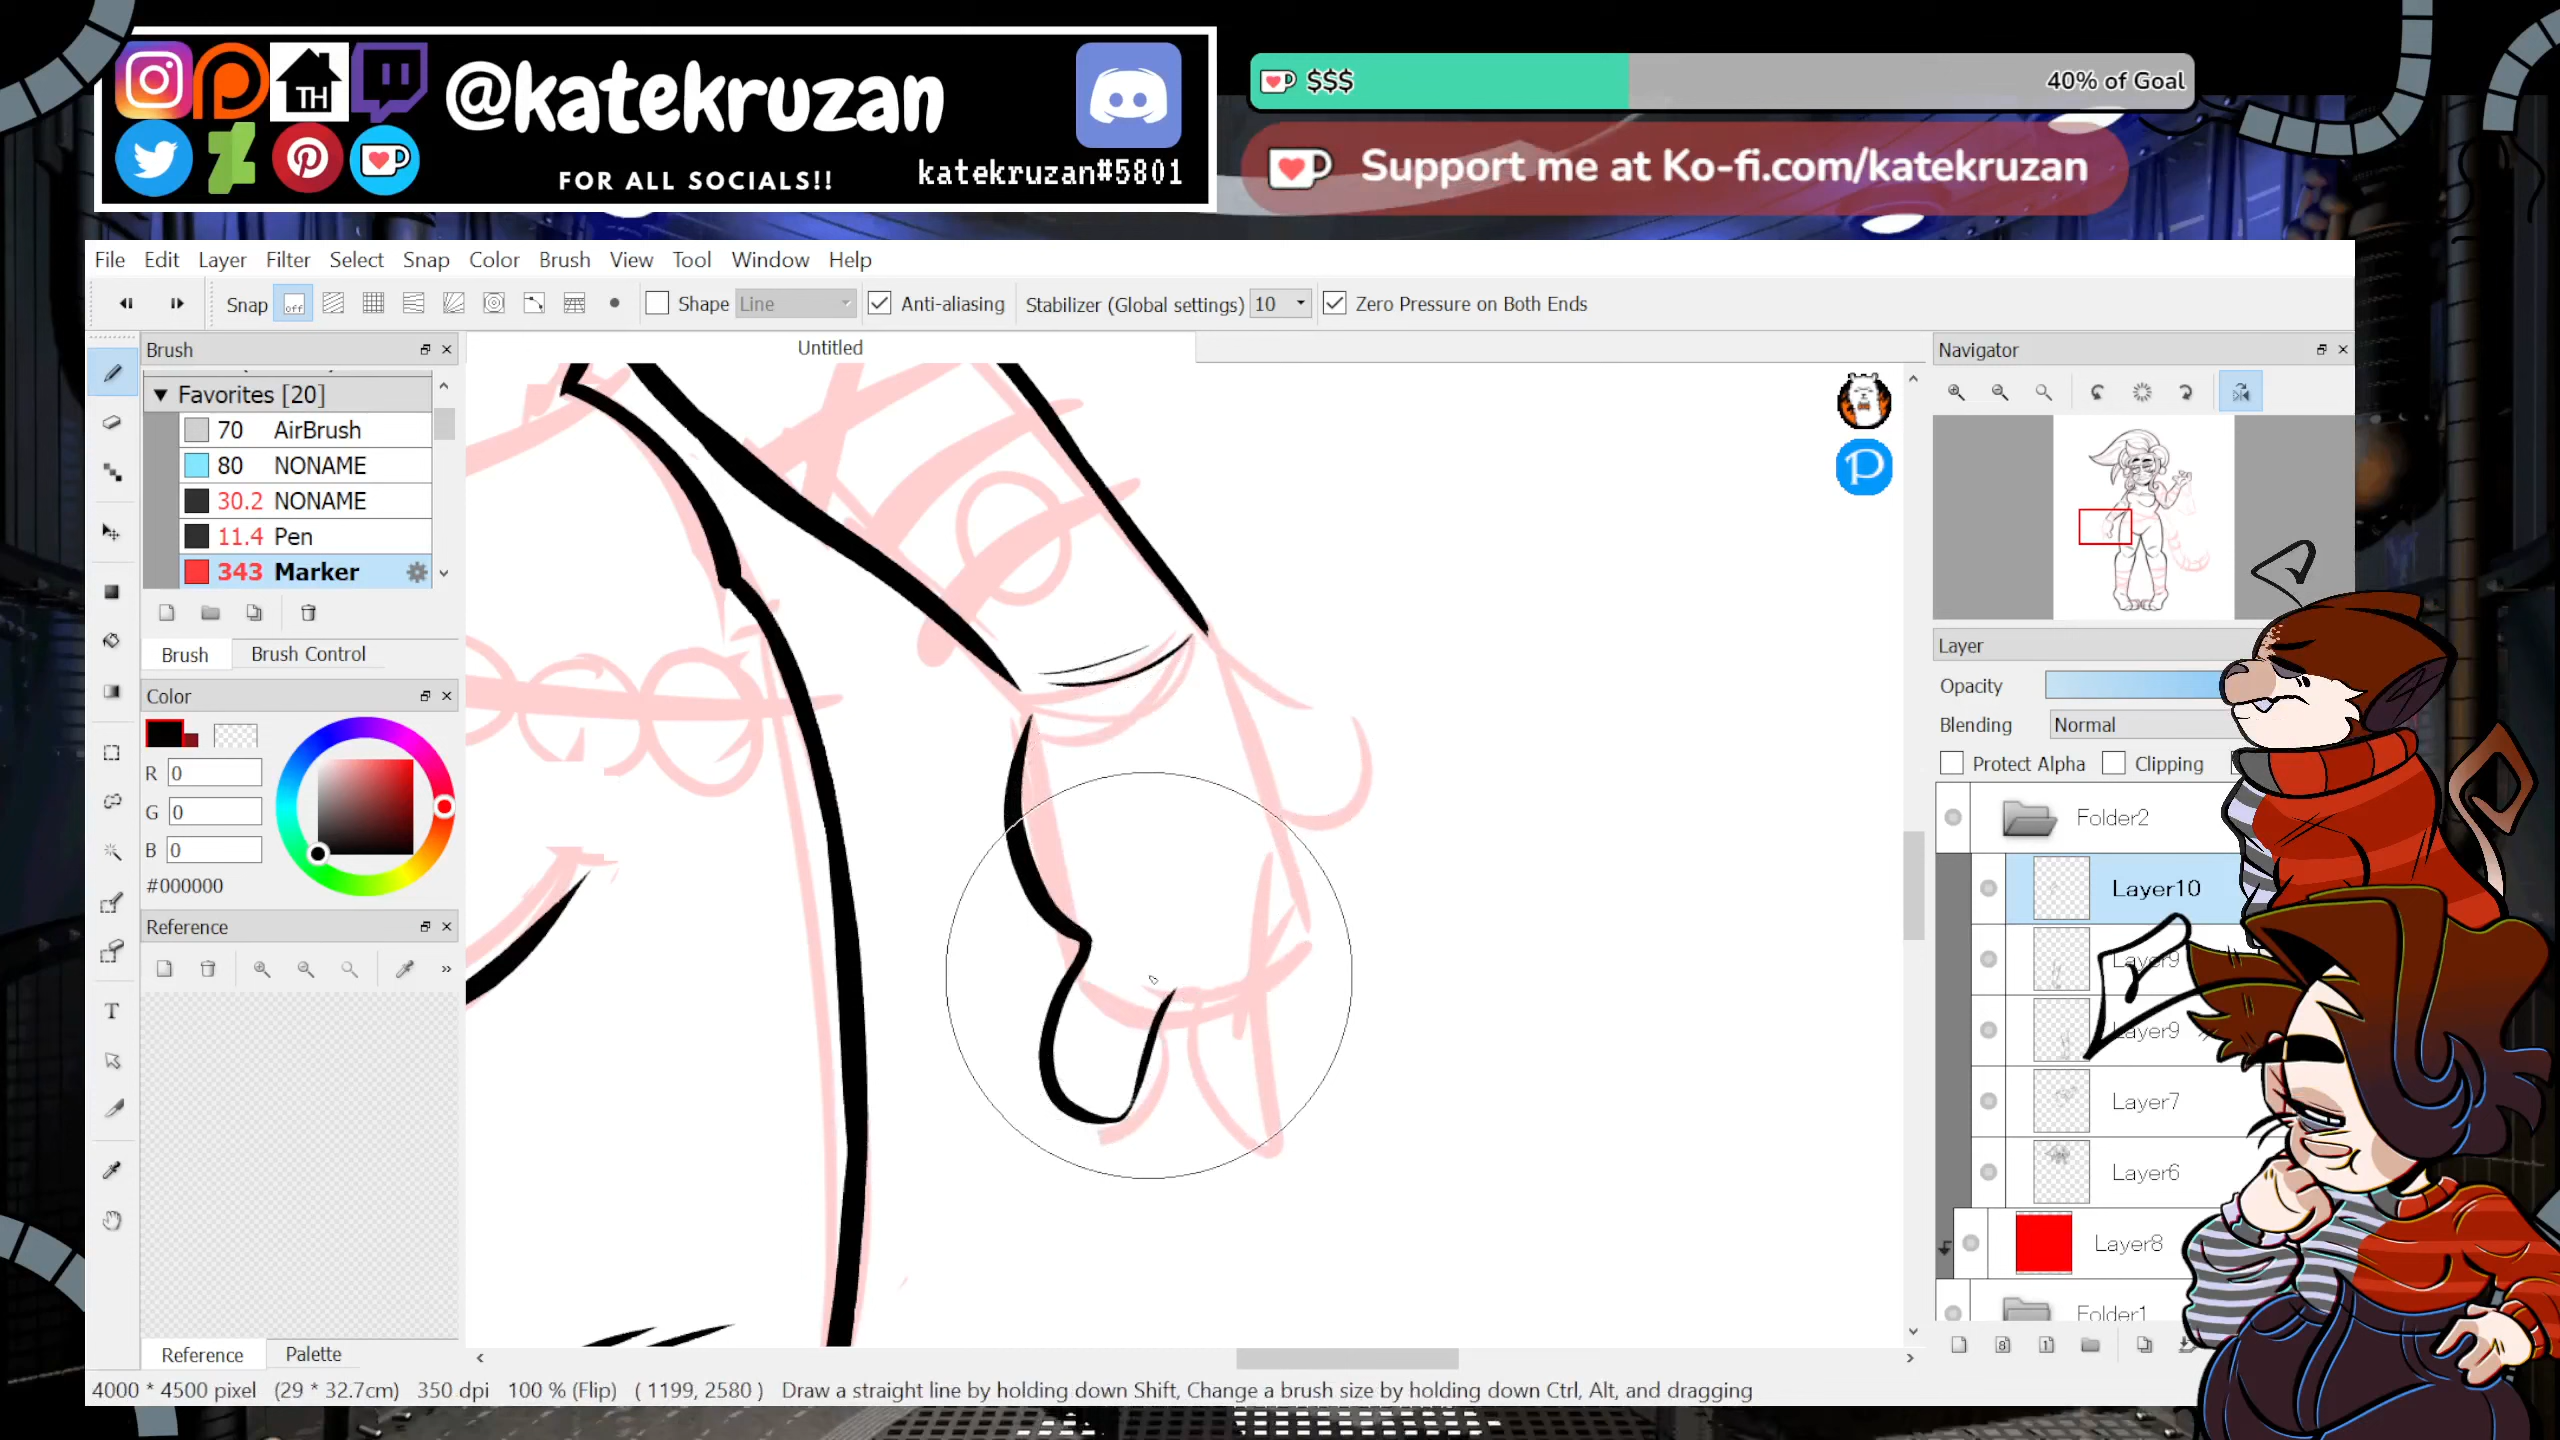 TH
@katekruzan
FOR ALL SOCIALS!!
katekruzan#5801
$$$
40% of Goal
Support me at Ko-fi.com/katekruzan
File Edit Layer Filter Select Snap Color Brush View Tool Window Help
Snap off Shape Line Anti-aliasing Stabilizer (Global settings) 10 Zero Pressure on Both Ends
Brush
Untitled
Navigator
Favorites [20]
70 AirBrush
80 NONAME
30.2 NONAME
11.4 Pen
343 Marker
Brush Brush Control
Color
R 0
G 0
B 0
#000000
Reference
T
Reference Palette
P
Layer
Opacity
Blending Normal
Protect Alpha Clipping
Folder2
Layer10
Layer9
Layer9
Layer7
Layer6
Layer8
Folder1
8 1
4000 * 4500 pixel (29 * 32.7cm) 350 dpi 100 % (Flip) ( 1199, 2580 ) Draw a straight line by holding down Shift, Change a brush size by holding down Ctrl, Alt, and dragging